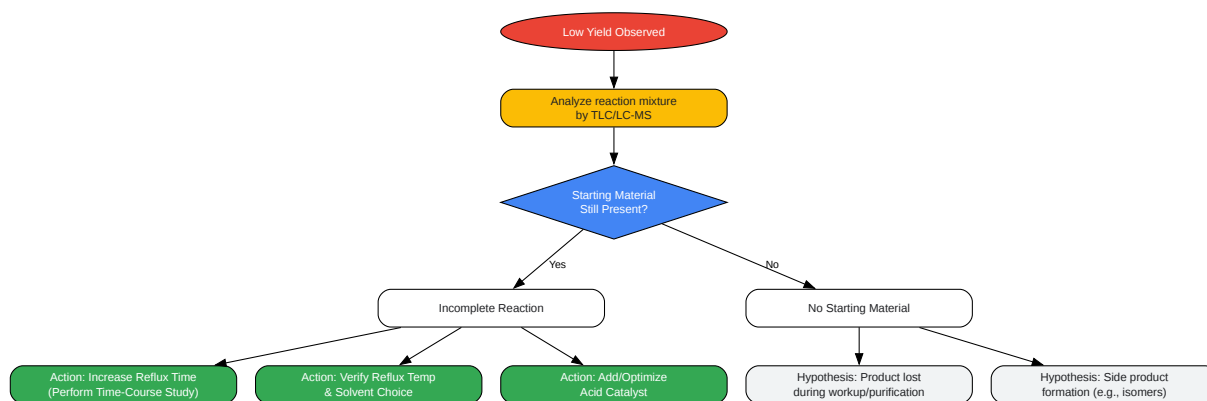 Low Yield Observed
Analyze reaction mixture
by TLC/LC-MS
Starting Material
Still Present?
Yes
No
Incomplete Reaction
No Starting Material
Action: Increase Reflux Time
(Perform Time-Course Study)
Action: Verify Reflux Temp
& Solvent Choice
Action: Add/Optimize
Acid Catalyst
Hypothesis: Product lost
during workup/purification
Hypothesis: Side product
formation (e.g., isomers)